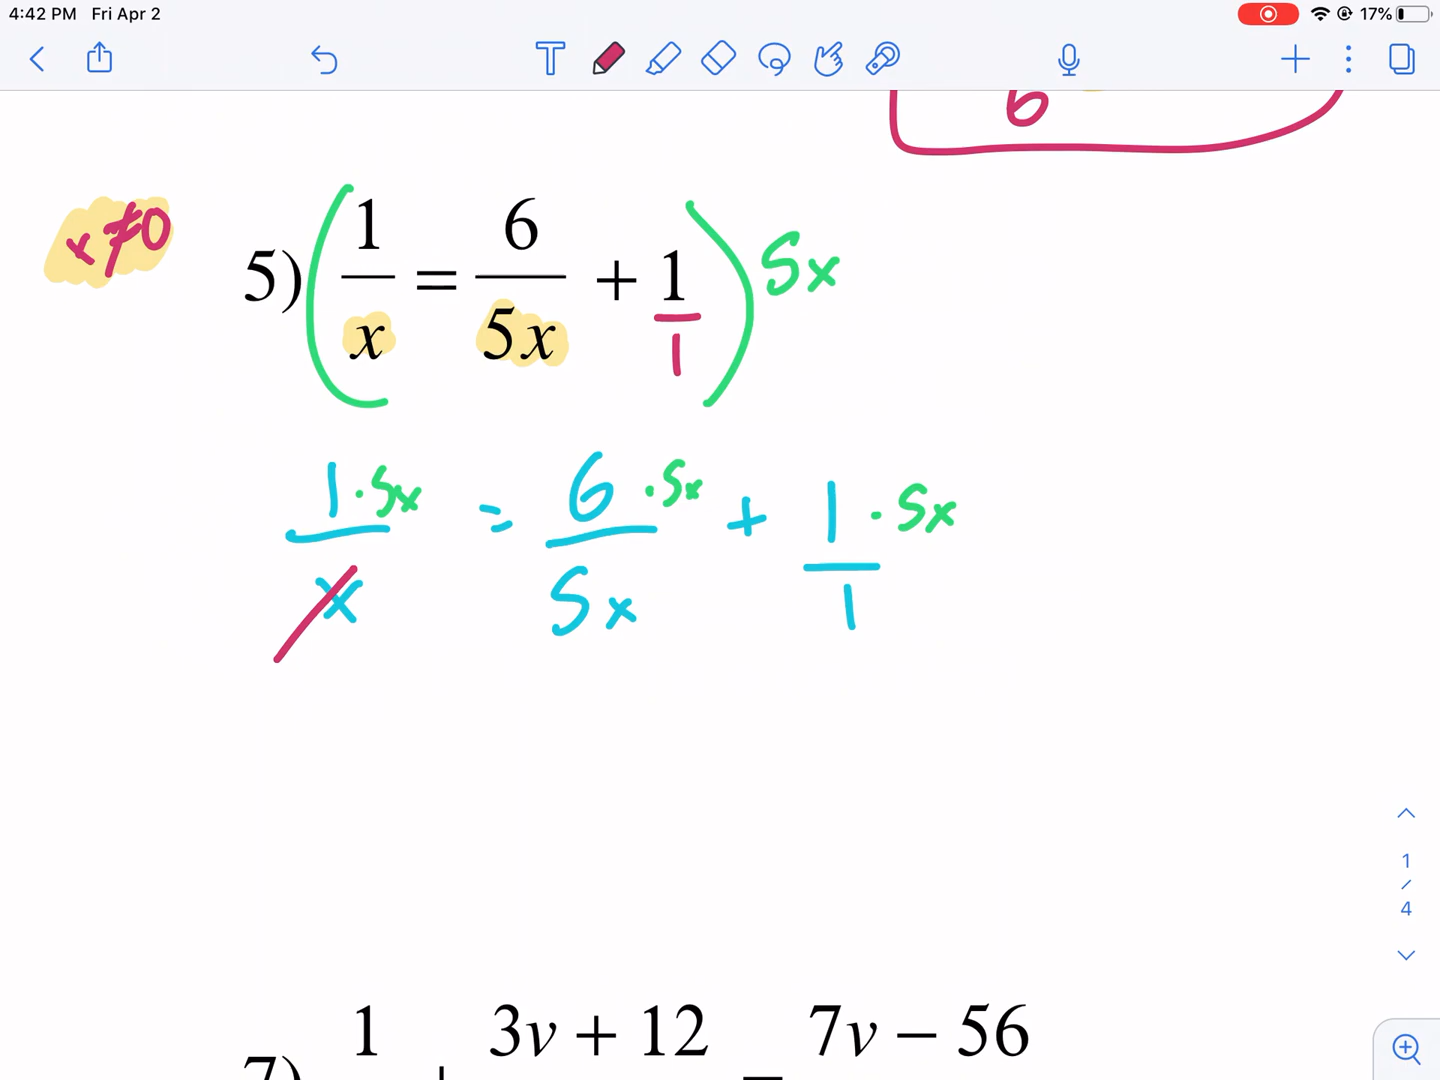 4:42 PM Fri Apr 2 17%
T
6
x ≠ 0
5) ( 1/x = 6/5x + 1/1 ) 5x
1 · 5x / x = 6 · 5x / 5x + 1 · 5x / 1
1
/
4
1 3v + 12 7v − 56
7) + =